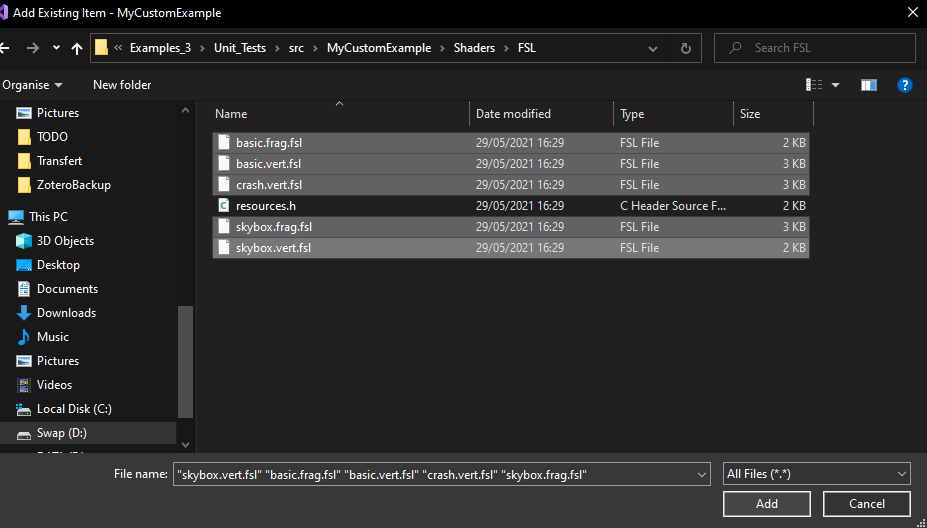 Add Existing Item - MyCustomExample
« Examples_3 › Unit_Tests › src › MyCustomExample › Shaders › FSL
Search FSL
Organise New folder
Name Date modified Type Size
Pictures
TODO
Transfert
ZoteroBackup
This PC
3D Objects
Desktop
Documents
Downloads
Music
Pictures
Videos
Local Disk (C:)
Swap (D:)
basic.frag.fsl 29/05/2021 16:29 FSL File 2 KB
basic.vert.fsl 29/05/2021 16:29 FSL File 3 KB
crash.vert.fsl 29/05/2021 16:29 FSL File 3 KB
resources.h 29/05/2021 16:29 C Header Source F... 2 KB
skybox.frag.fsl 29/05/2021 16:29 FSL File 3 KB
skybox.vert.fsl 29/05/2021 16:29 FSL File 2 KB
File name: "skybox.vert.fsl" "basic.frag.fsl" "basic.vert.fsl" "crash.vert.fsl" "skybox.frag.fsl"
All Files (*.*)
Add Cancel